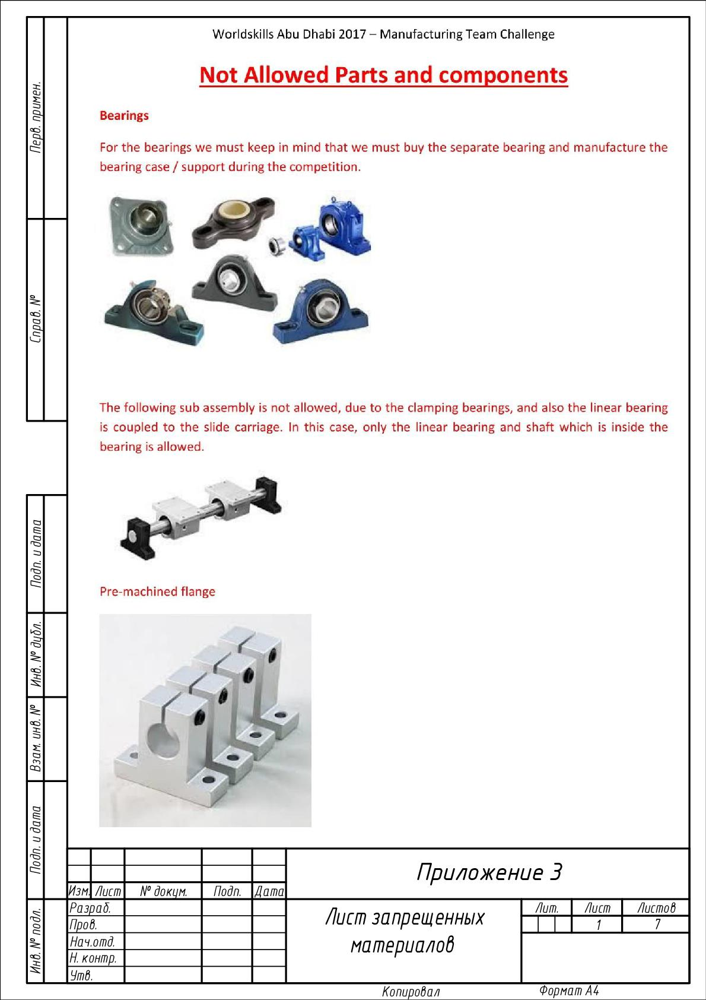 Worldskills Abu Dhabi 2017 – Manufacturing Team Challenge
Not Allowed Parts and components
Bearings
For the bearings we must keep in mind that we must buy the separate bearing and manufacture the
bearing case / support during the competition.
The following sub assembly is not allowed, due to the clamping bearings, and also the linear bearing
is coupled to the slide carriage. In this case, only the linear bearing and shaft which is inside the
bearing is allowed.
Pre-machined flange
Перв. примен.
Справ. №
Подп. и дата
Инв. № дубл.
Взам. инв. №
Подп. и дата
Инв. № подл.
Изм. Лист № докум. Подп. Дата
Разраб.
Пров.
Нач.отд.
Н. контр.
Утв.
Приложение 3
Лист запрещенных
материалов
Лит. Лист Листов
1 7
Копировал Формат А4